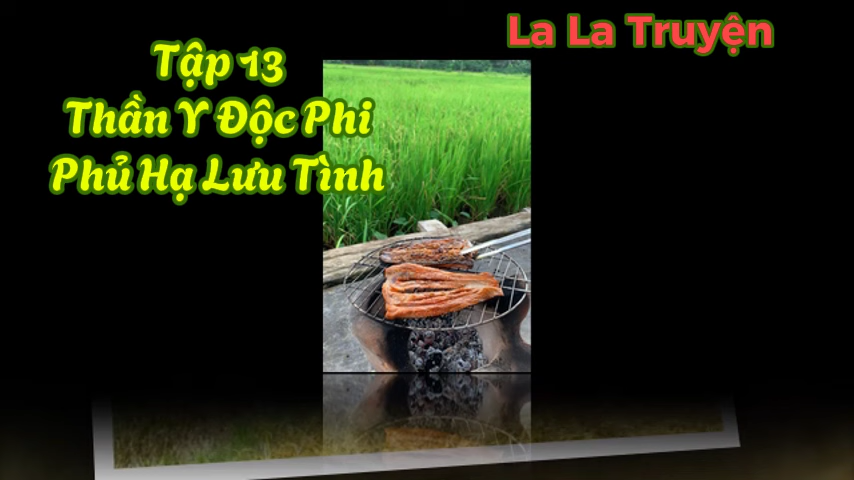 La La Truyện
Tập 13
Thần Y Độc Phi
Phủ Hạ Lưu Tình